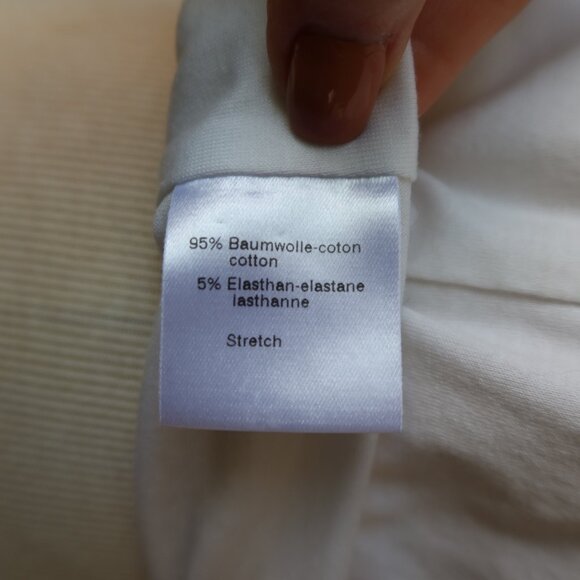 95% Baumwolle-coton
cotton
5% Elasthan-elastane
lasthanne
Stretch